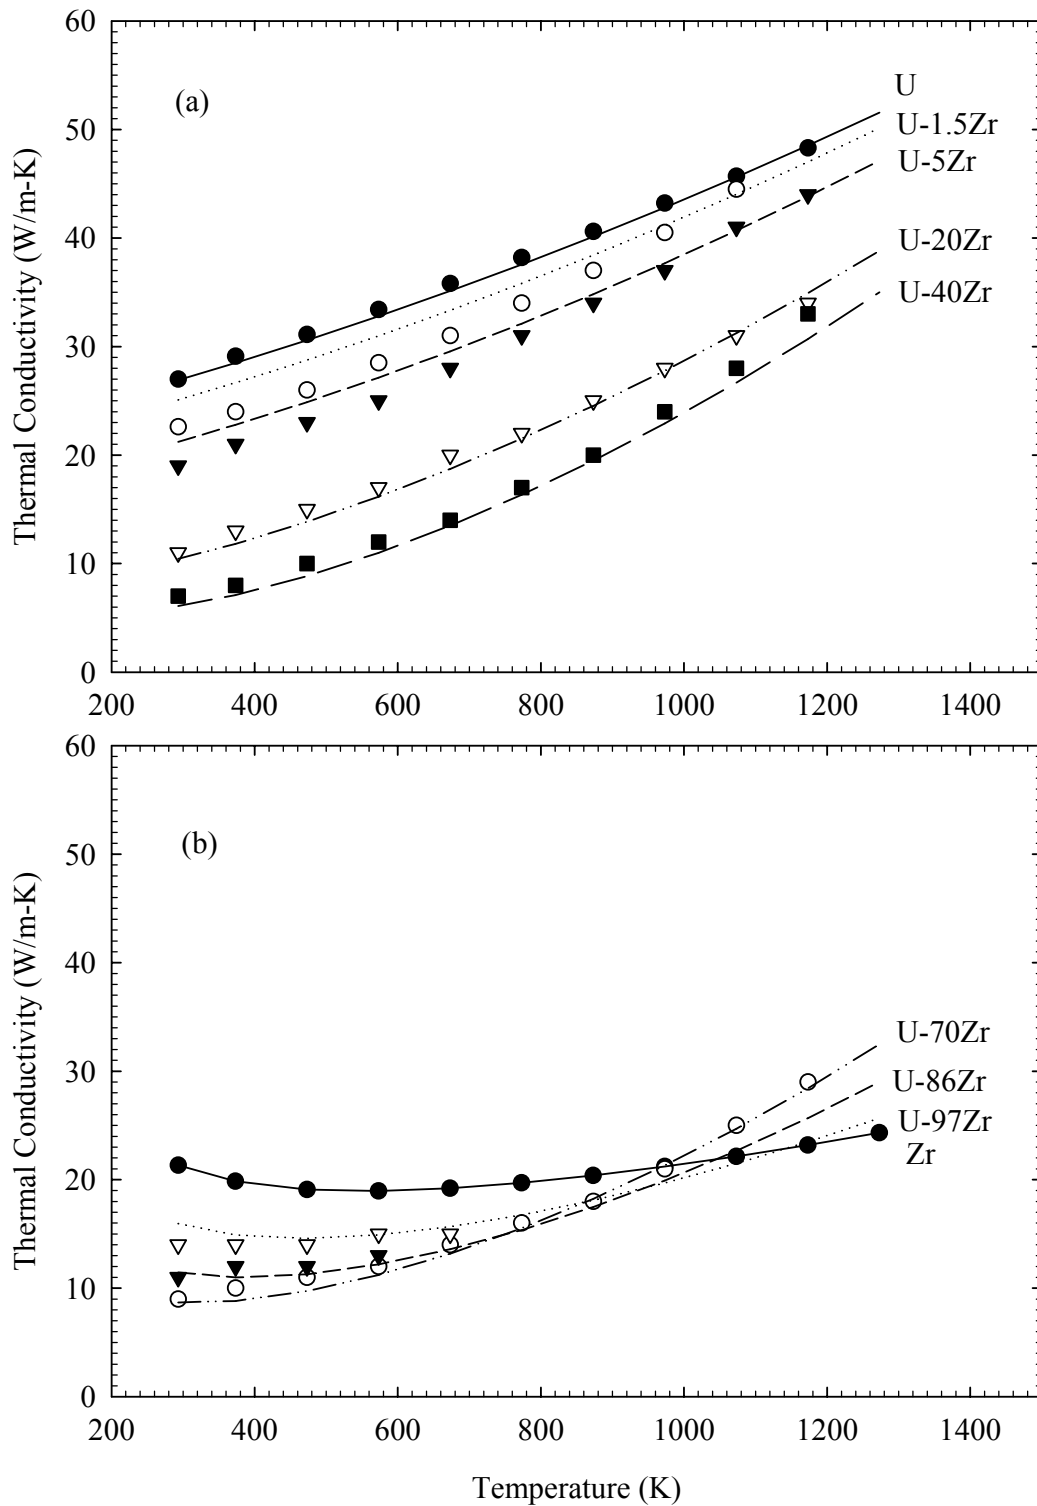 60
(a)
U
50
U-1.5Zr
U-5Zr
40
U-20Zr
U-40Zr
30
20
10
0
Thermal Conductivity (W/m-K)
200 400 600 800 1000 1200 1400
60
(b)
50
40
U-70Zr
30
U-86Zr
U-97Zr
Zr
20
10
0
Thermal Conductivity (W/m-K)
200 400 600 800 1000 1200 1400
Temperature (K)